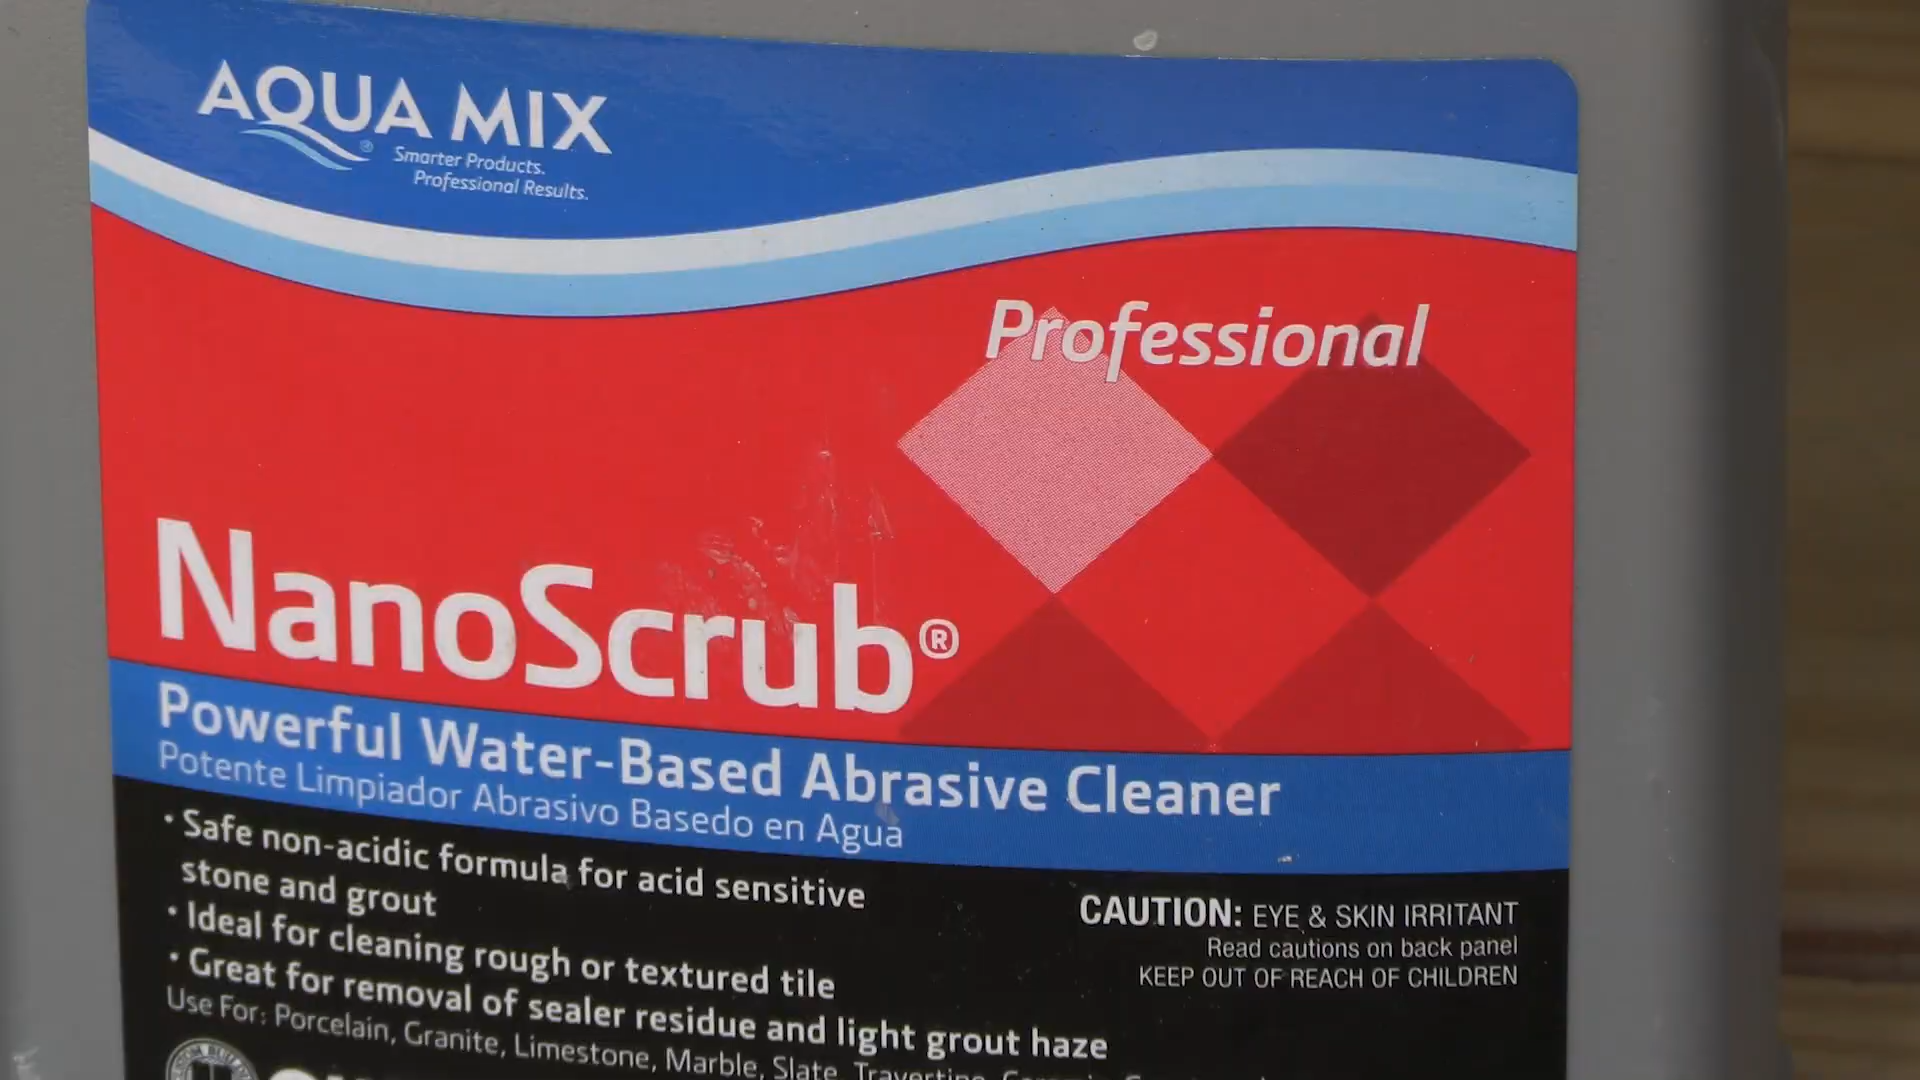 AQUA MIX
®
Smarter Products.
Professional Results.
Professional
NanoScrub®
Powerful Water-Based Abrasive Cleaner
Potente Limpiador Abrasivo Basedo en Agua
• Safe non-acidic formula for acid sensitive
stone and grout
• Ideal for cleaning rough or textured tile
• Great for removal of sealer residue and light grout haze
Use For: Porcelain, Granite, Limestone, Marble, Slate, Travertine,
CAUTION: EYE & SKIN IRRITANT
Read cautions on back panel
KEEP OUT OF REACH OF CHILDREN